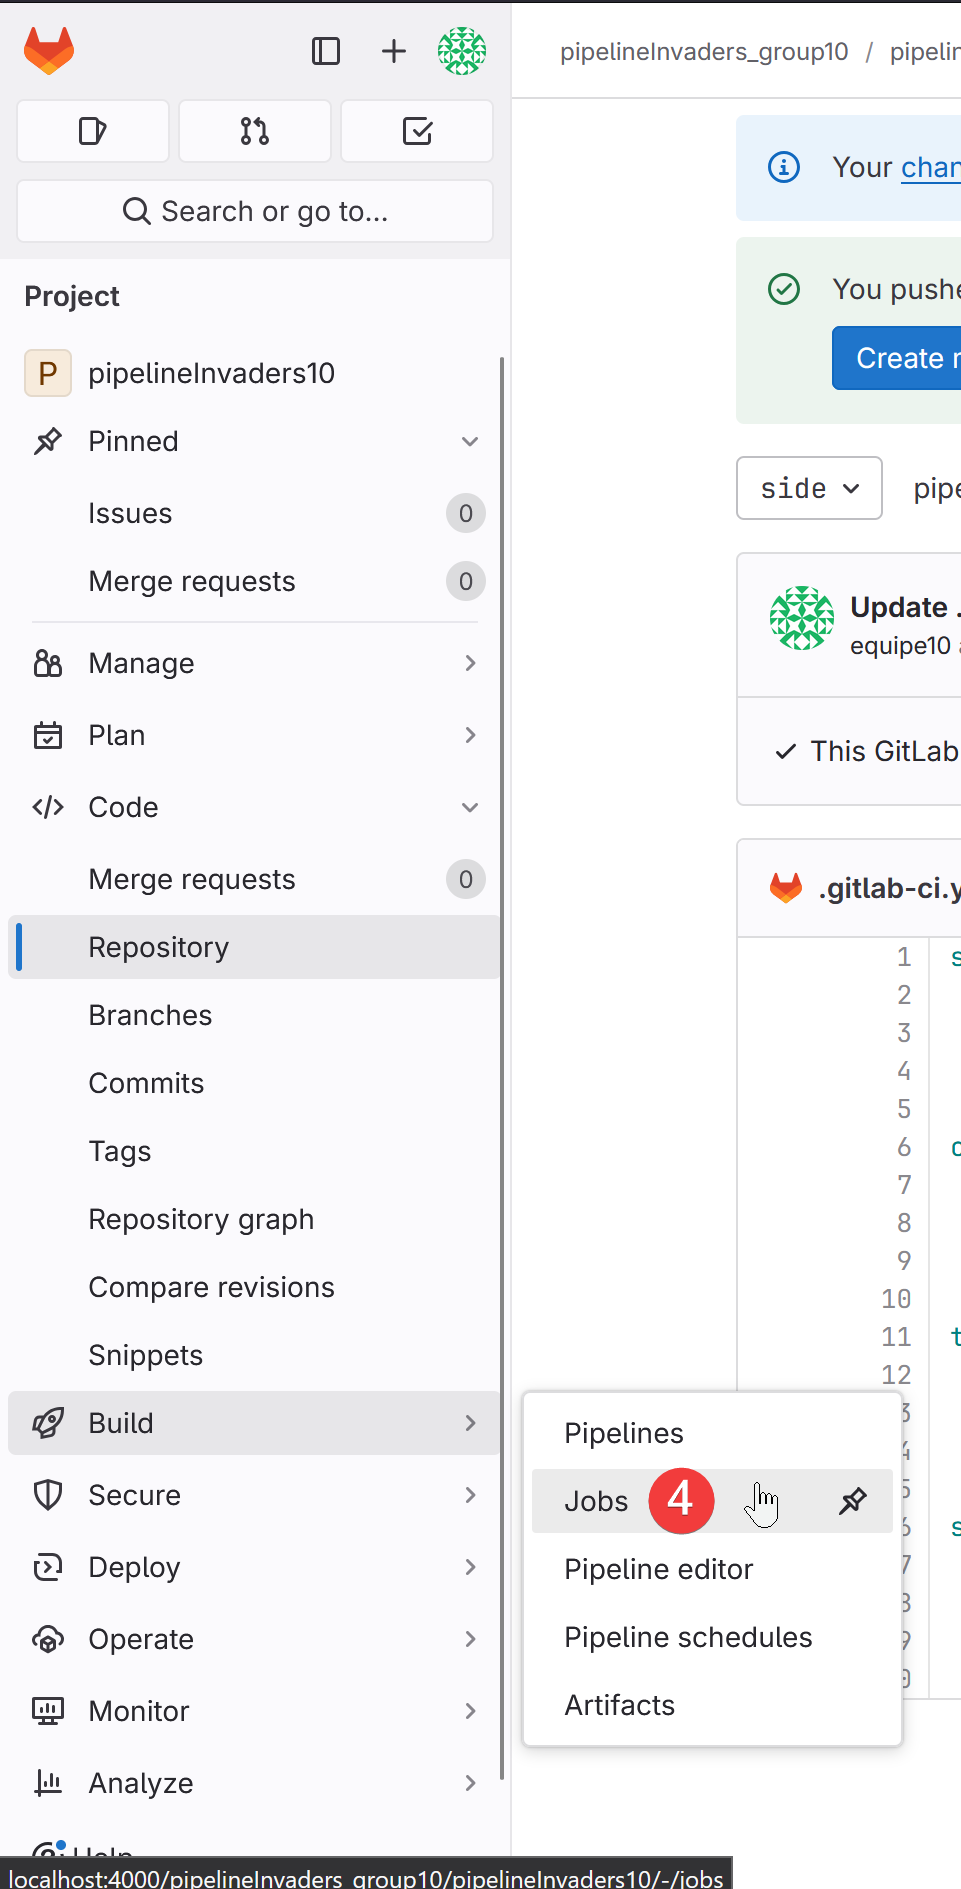 Search or go to...
Project
P pipelineInvaders10
Pinned
Issues 0
Merge requests 0
Manage
Plan
Code
Merge requests 0
Repository
Branches
Commits
Tags
Repository graph
Compare revisions
Snippets
Build
Secure
Deploy
Operate
Monitor
Analyze
Help
localhost:4000/pipelineInvaders_group10/pipelineInvaders10/-/jobs
pipelineInvaders_group10 / pipelin
Your chan
You pushe
Create
side
pipe
Update .
equipe10
This GitLab
.gitlab-ci.y
1 s
2
3
4
5
6 c
7
8
9
10
11 t
12
Pipelines
Jobs 4
Pipeline editor
Pipeline schedules
Artifacts